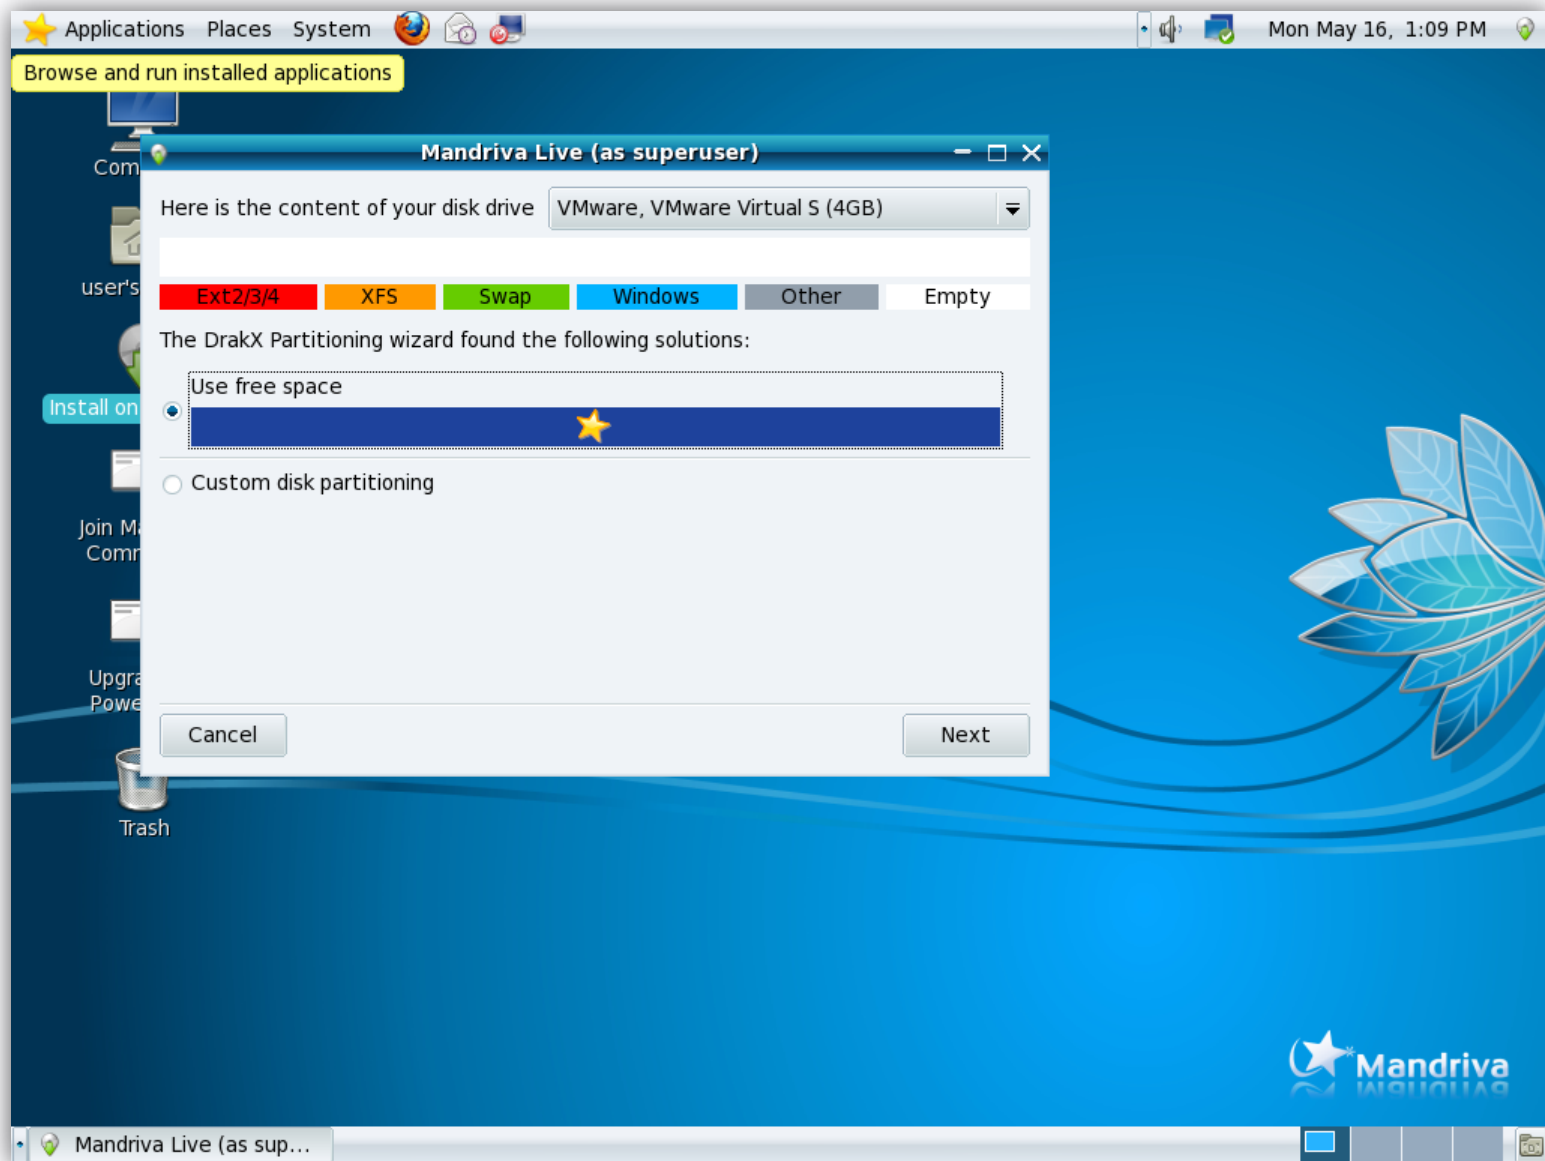 Applications Places System
Mon May 16, 1:09 PM
Browse and run installed applications
Com
Mandriva Live (as superuser)
Here is the content of your disk drive VMware, VMware Virtual S (4GB)
user's
Ext2/3/4 XFS Swap Windows Other Empty
The DrakX Partitioning wizard found the following solutions:
Use free space
Install on
Custom disk partitioning
Join Ma
Comm
Upgra
Powe
Cancel Next
Trash
Mandriva
Mandriva Live (as sup...